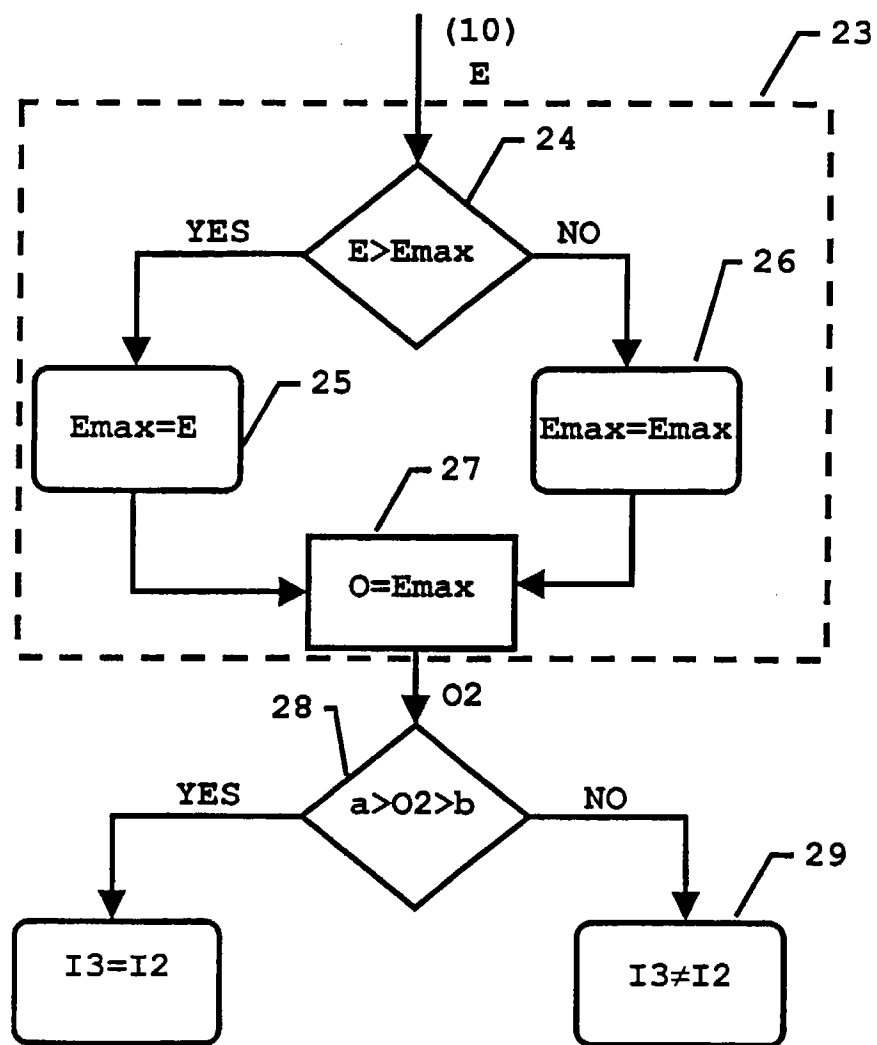 (10)
23
E
24
YES
E>Emax
NO
26
25
Emax=E
Emax=Emax
27
O=Emax
O2
28
YES
a>O2>b
NO
29
I3=I2
I3≠I2